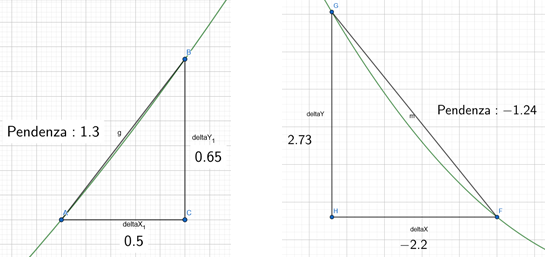 B
Pendenza : 1.3
g
deltaY₁
0.65
A
C
deltaX₁
0.5
G
Pendenza : −1.24
deltaY
m
2.73
H
F
deltaX
−2.2